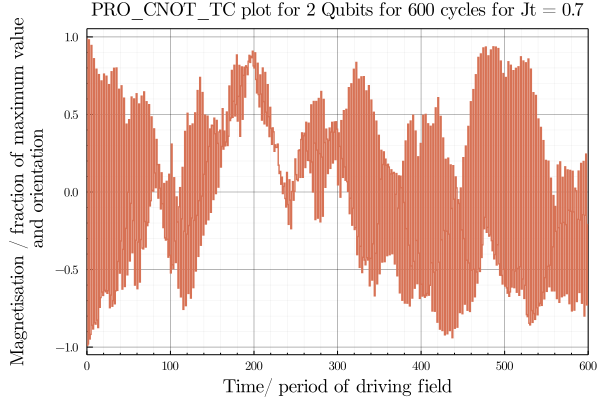 PRO_CNOT_TC plot for 2 Qubits for 600 cycles for Jt = 0.7
Magnetisation / fraction of maximum value
and orientation
1.0
0.5
0.0
−0.5
−1.0
0 100 200 300 400 500 600
Time/ period of driving field